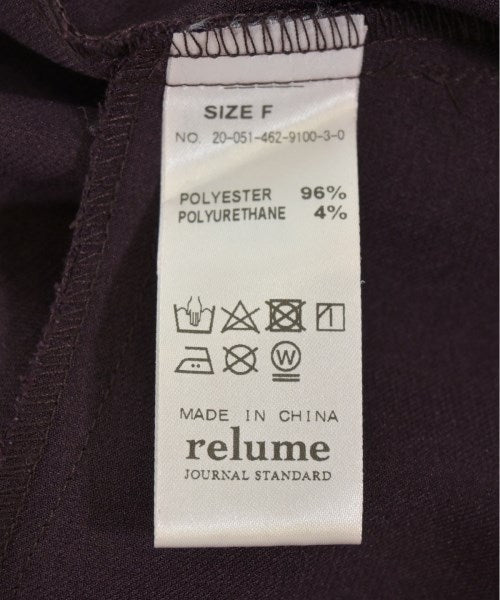 SIZE F
NO. 20-051-462-9100-3-0
POLYESTER 96%
POLYURETHANE 4%
W
MADE IN CHINA
relume
JOURNAL STANDARD